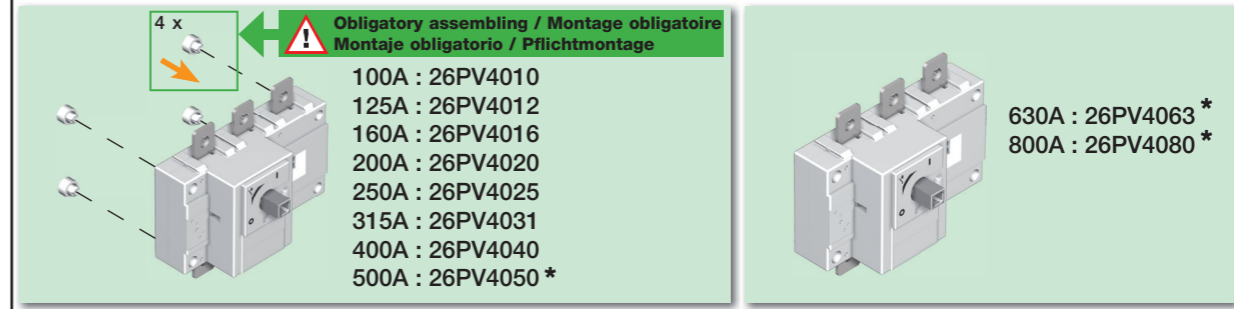 4 x
Obligatory assembling / Montage obligatoire
Montaje obligatorio / Pflichtmontage
100A : 26PV4010
125A : 26PV4012
160A : 26PV4016
200A : 26PV4020
250A : 26PV4025
315A : 26PV4031
400A : 26PV4040
500A : 26PV4050 *
630A : 26PV4063 *
800A : 26PV4080 *